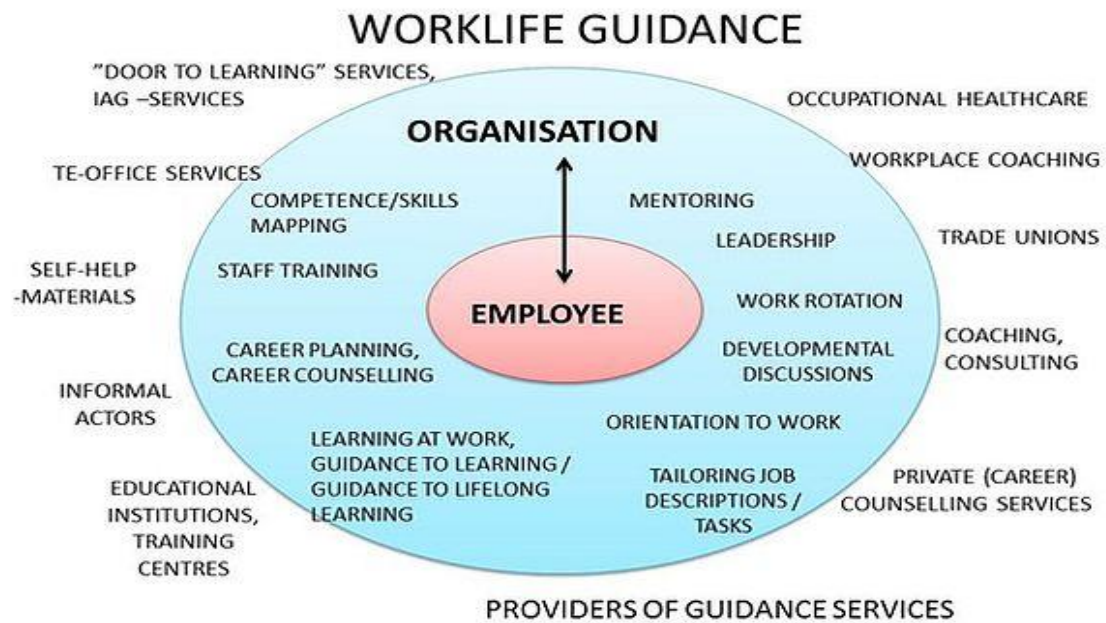 WORKLIFE GUIDANCE
”DOOR TO LEARNING” SERVICES,
IAG –SERVICES
OCCUPATIONAL HEALTHCARE
ORGANISATION
WORKPLACE COACHING
TE-OFFICE SERVICES
COMPETENCE/SKILLS
MAPPING
MENTORING
LEADERSHIP
TRADE UNIONS
SELF-HELP
-MATERIALS
STAFF TRAINING
EMPLOYEE
WORK ROTATION
CAREER PLANNING,
CAREER COUNSELLING
DEVELOPMENTAL
DISCUSSIONS
COACHING,
CONSULTING
INFORMAL
ACTORS
ORIENTATION TO WORK
LEARNING AT WORK,
GUIDANCE TO LEARNING /
GUIDANCE TO LIFELONG
LEARNING
TAILORING JOB
DESCRIPTIONS /
TASKS
PRIVATE (CAREER)
COUNSELLING SERVICES
EDUCATIONAL
INSTITUTIONS,
TRAINING
CENTRES
PROVIDERS OF GUIDANCE SERVICES